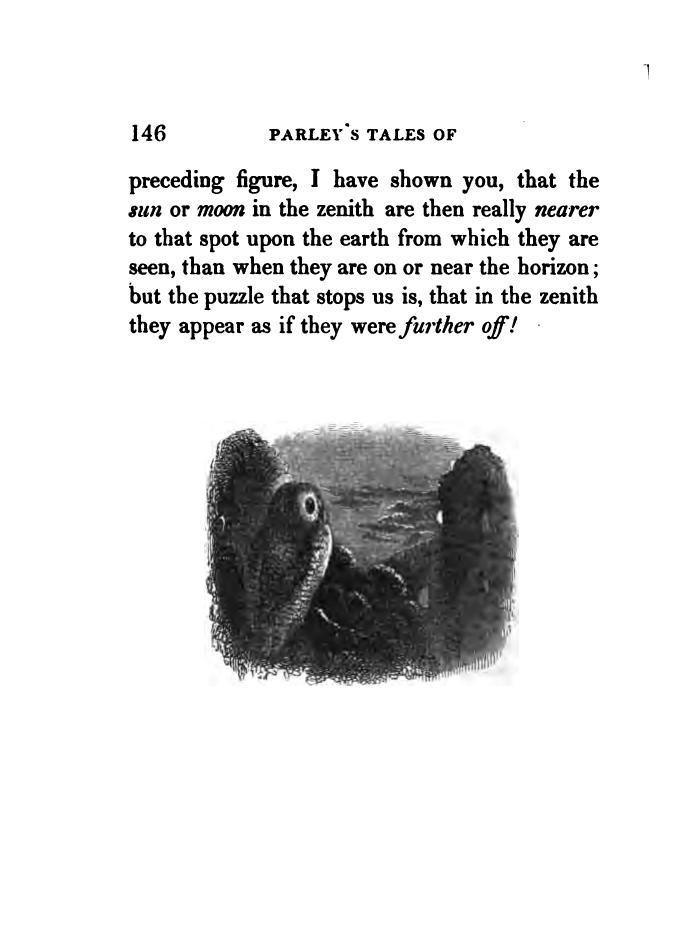 146 PARLEY'S TALES OF
preceding figure, I have shown you, that the
sun or moon in the zenith are then really nearer
to that spot upon the earth from which they are
seen, than when they are on or near the horizon;
but the puzzle that stops us is, that in the zenith
they appear as if they were further off!